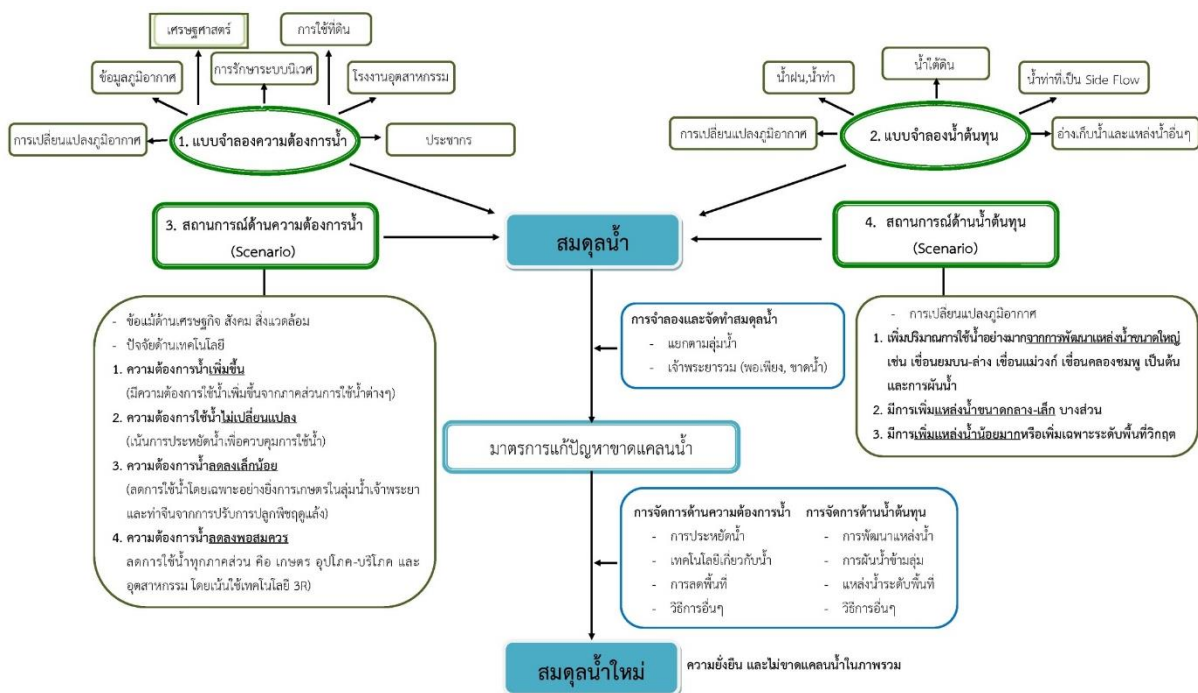 เศรษฐศาสตร์
การใช้ที่ดิน
ข้อมูลภูมิอากาศ
การรักษาระบบนิเวศ
โรงงานอุตสาหกรรม
การเปลี่ยนแปลงภูมิอากาศ
1. แบบจำลองความต้องการน้ำ
ประชากร
น้ำฝน,น้ำท่า
น้ำใต้ดิน
น้ำท่าที่เป็น Side Flow
การเปลี่ยนแปลงภูมิอากาศ
2. แบบจำลองน้ำต้นทุน
อ่างเก็บน้ำและแหล่งน้ำอื่นๆ
3. สถานการณ์ด้านความต้องการน้ำ
(Scenario)
สมดุลน้ำ
4. สถานการณ์ด้านน้ำต้นทุน
(Scenario)
- ข้อแม้ด้านเศรษฐกิจ สังคม สิ่งแวดล้อม
- ปัจจัยด้านเทคโนโลยี
1. ความต้องการน้ำเพิ่มขึ้น
(มีความต้องการใช้น้ำเพิ่มขึ้นจากภาคส่วนการใช้น้ำต่างๆ)
2. ความต้องการใช้น้ำไม่เปลี่ยนแปลง
(เน้นการประหยัดน้ำเพื่อควบคุมการใช้น้ำ)
3. ความต้องการน้ำลดลงเล็กน้อย
(ลดการใช้น้ำโดยเฉพาะอย่างยิ่งการเกษตรในลุ่มน้ำเจ้าพระยา
และท่าจีนจากการปรับการปลูกพืชฤดูแล้ง)
4. ความต้องการน้ำลดลงพอสมควร
ลดการใช้น้ำทุกภาคส่วน คือ เกษตร อุปโภค-บริโภค และ
อุตสาหกรรม โดยเน้นใช้เทคโนโลยี 3R)
การจำลองและจัดทำสมดุลน้ำ
- แยกตามลุ่มน้ำ
- เจ้าพระยารวม (พอเพียง, ขาดน้ำ)
- การเปลี่ยนแปลงภูมิอากาศ
1. เพิ่มปริมาณการใช้น้ำอย่างมากจากการพัฒนาแหล่งน้ำขนาดใหญ่
เช่น เขื่อนยมบน-ล่าง เขื่อนแม่วงก์ เขื่อนคลองชมพู เป็นต้น
และการผันน้ำ
2. มีการเพิ่มแหล่งน้ำขนาดกลาง-เล็ก บางส่วน
3. มีการเพิ่มแหล่งน้ำน้อยมากหรือเพิ่มเฉพาะระดับพื้นที่วิกฤต
มาตรการแก้ปัญหาขาดแคลนน้ำ
การจัดการด้านความต้องการน้ำ
- การประหยัดน้ำ
- เทคโนโลยีเกี่ยวกับน้ำ
- การลดพื้นที่
- วิธีการอื่นๆ
การจัดการด้านน้ำต้นทุน
- การพัฒนาแหล่งน้ำ
- การผันน้ำข้ามลุ่ม
- แหล่งน้ำระดับพื้นที่
- วิธีการอื่นๆ
สมดุลน้ำใหม่
ความยั่งยืน และไม่ขาดแคลนน้ำในภาพรวม